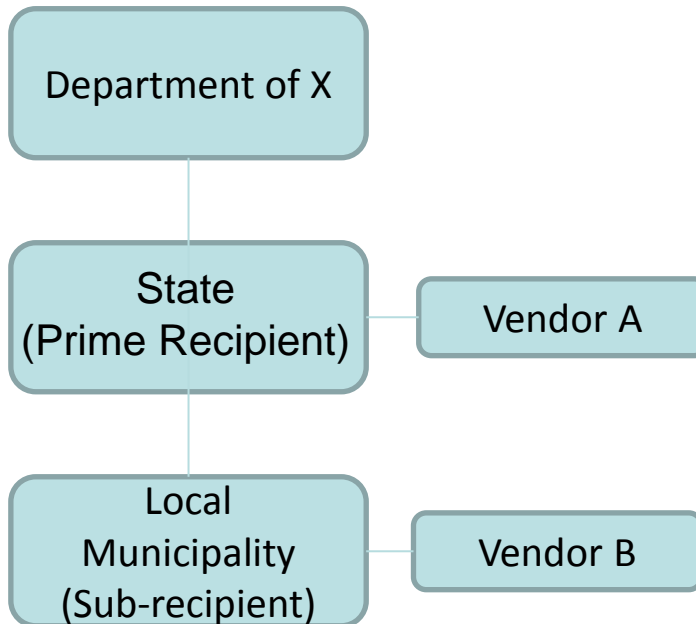 Department of X
State
(Prime Recipient)
Vendor A
Local
Municipality
(Sub-recipient)
Vendor B